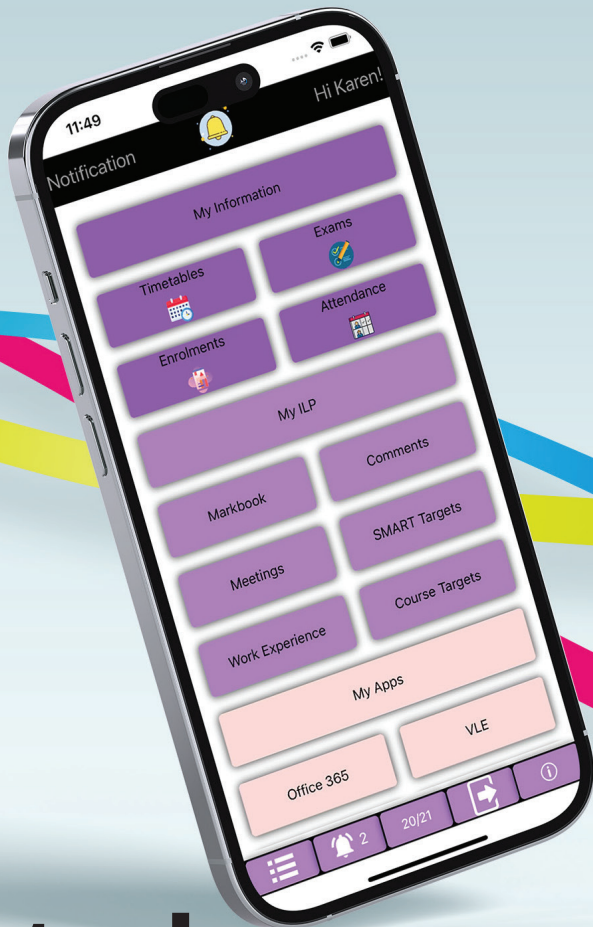 11:49
Notification
Hi Karen!
My Information
Timetables
Exams
Enrolments
Attendance
My ILP
Markbook
Comments
Meetings
SMART Targets
Work Experience
Course Targets
My Apps
Office 365
VLE
2
20/21